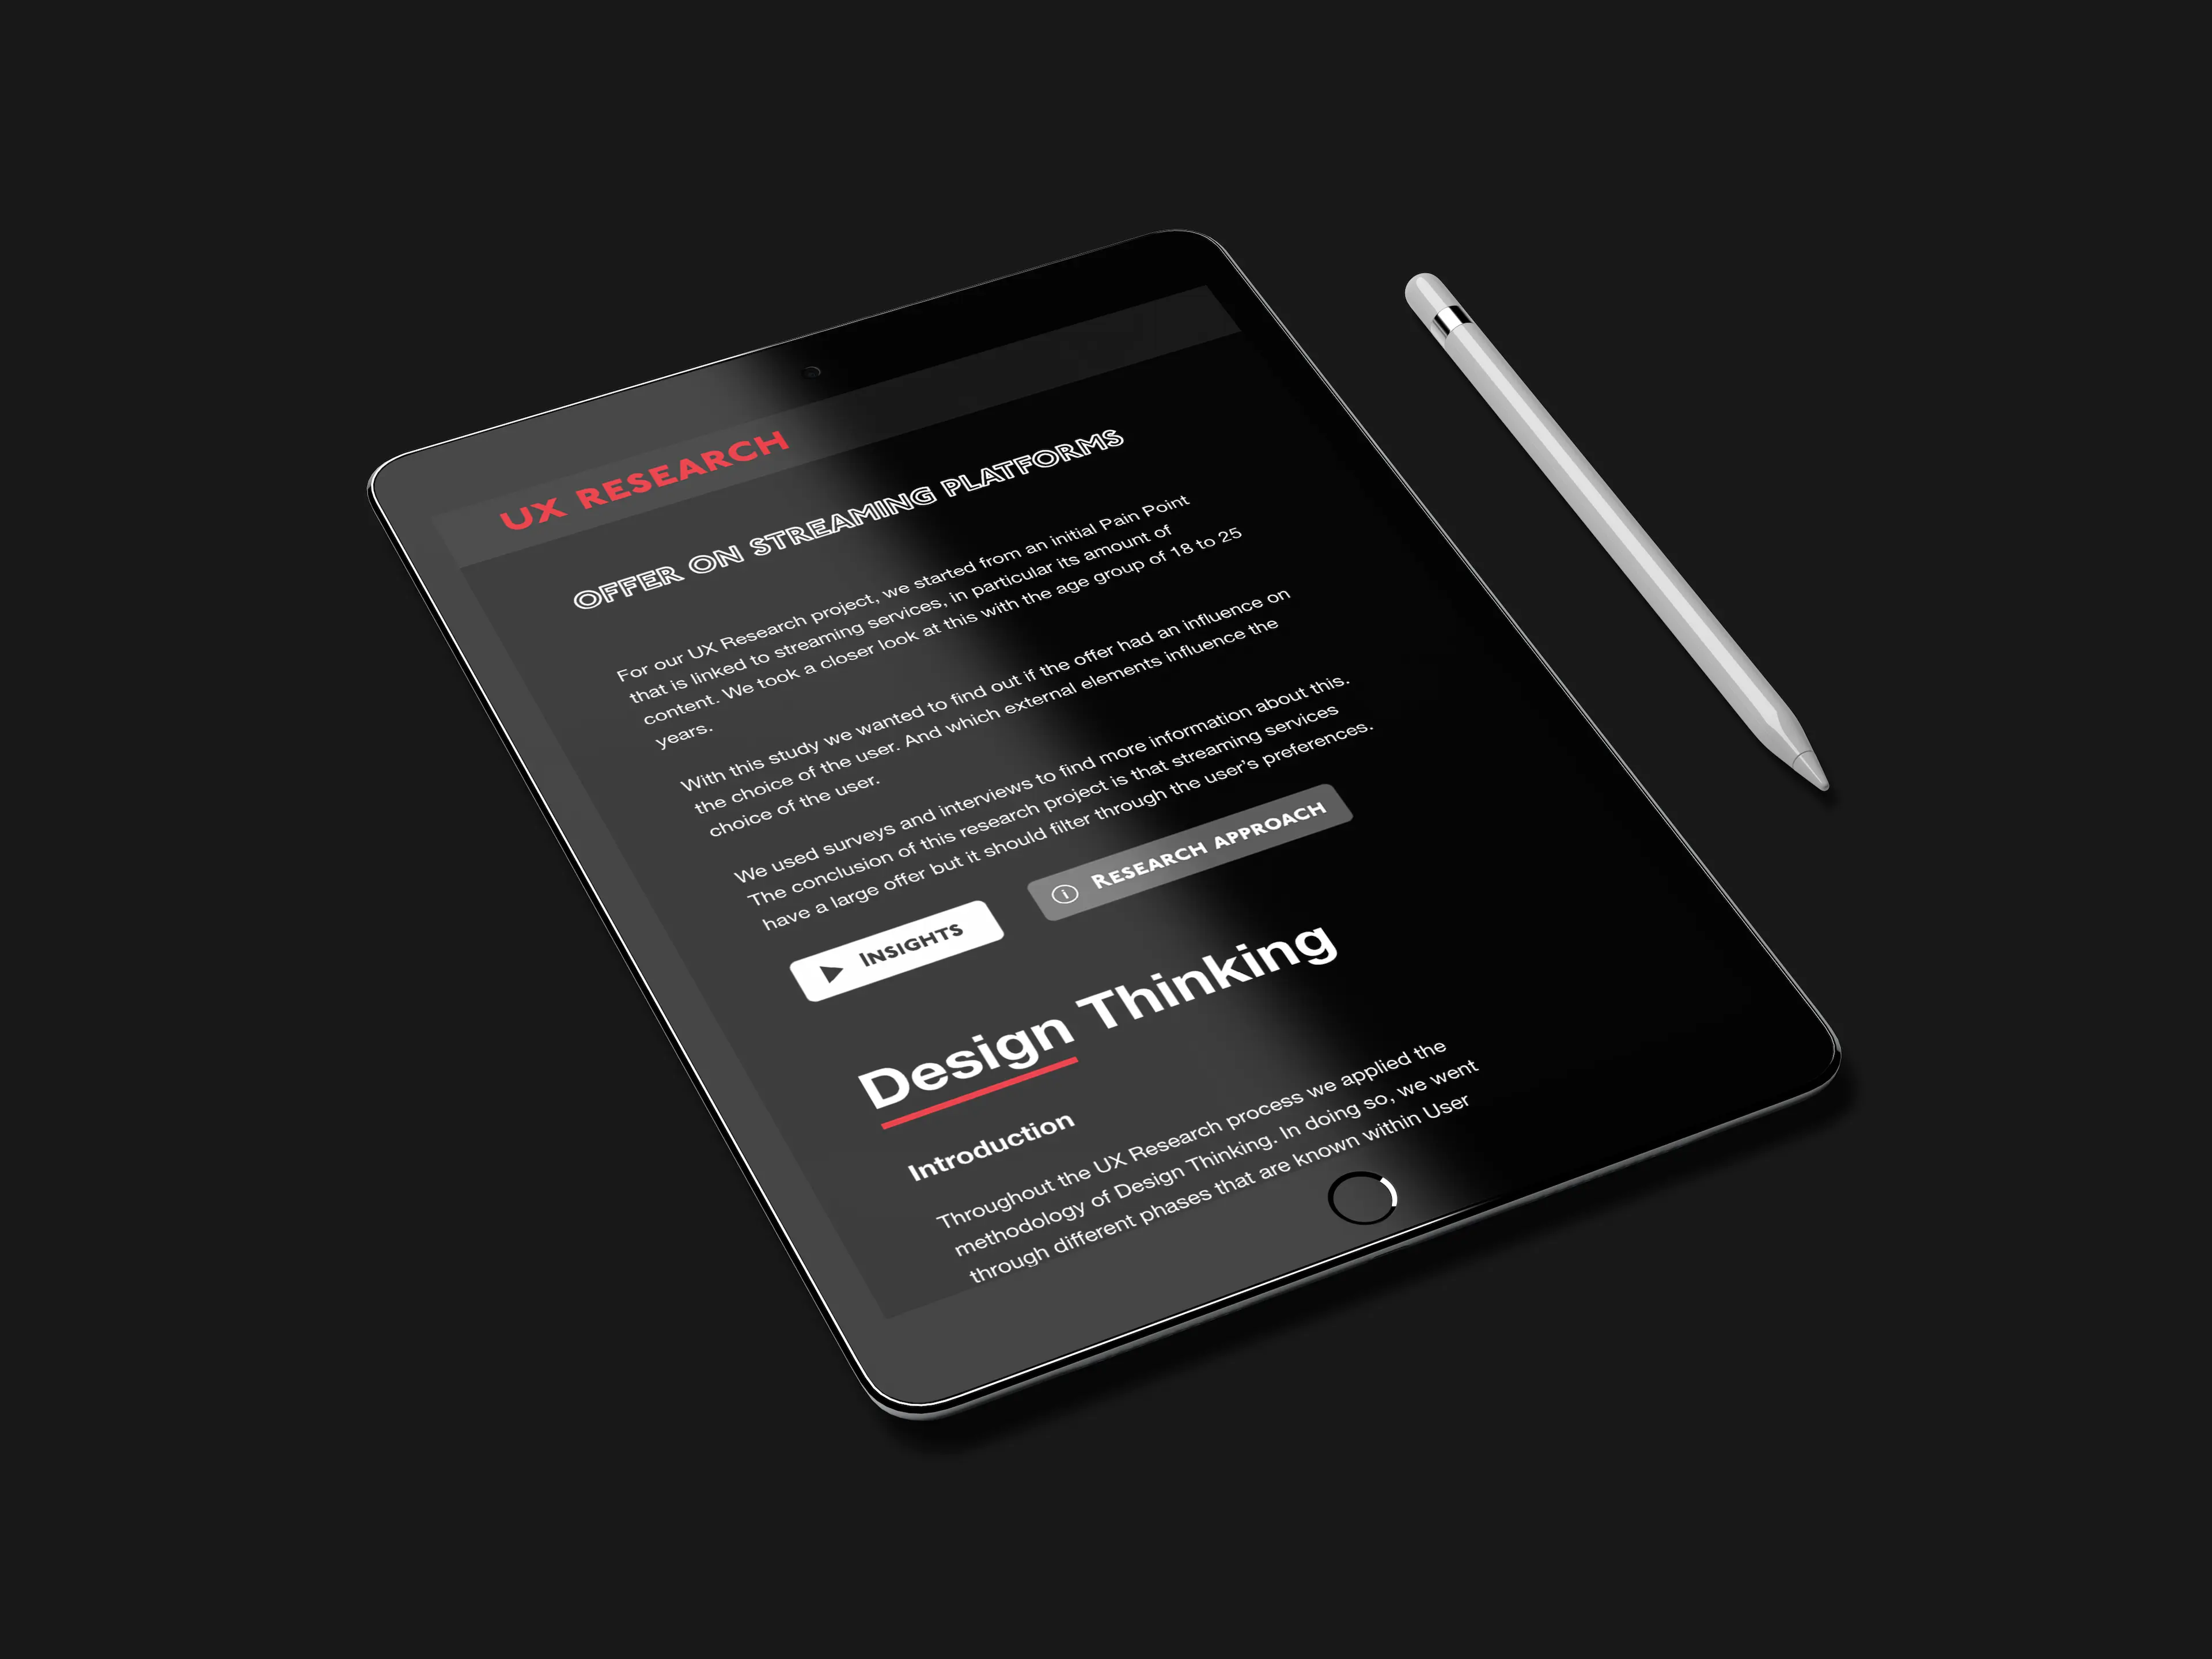 UX RESEARCH
OFFER ON STREAMING PLATFORMS
For our UX Research project, we started from an initial Pain Point
that is linked to streaming services, in particular its amount of
content. We took a closer look at this with the age group of 18 to 25
years.
With this study we wanted to find out if the offer had an influence on
the choice of the user. And which external elements influence the
choice of the user.
We used surveys and interviews to find more information about this.
The conclusion of this research project is that streaming services
have a large offer but it should filter through the user's preferences.
INSIGHTS
RESEARCH APPROACH
Design Thinking
Introduction
Throughout the UX Research process we applied the
methodology of Design Thinking. In doing so, we went
through different phases that are known within User